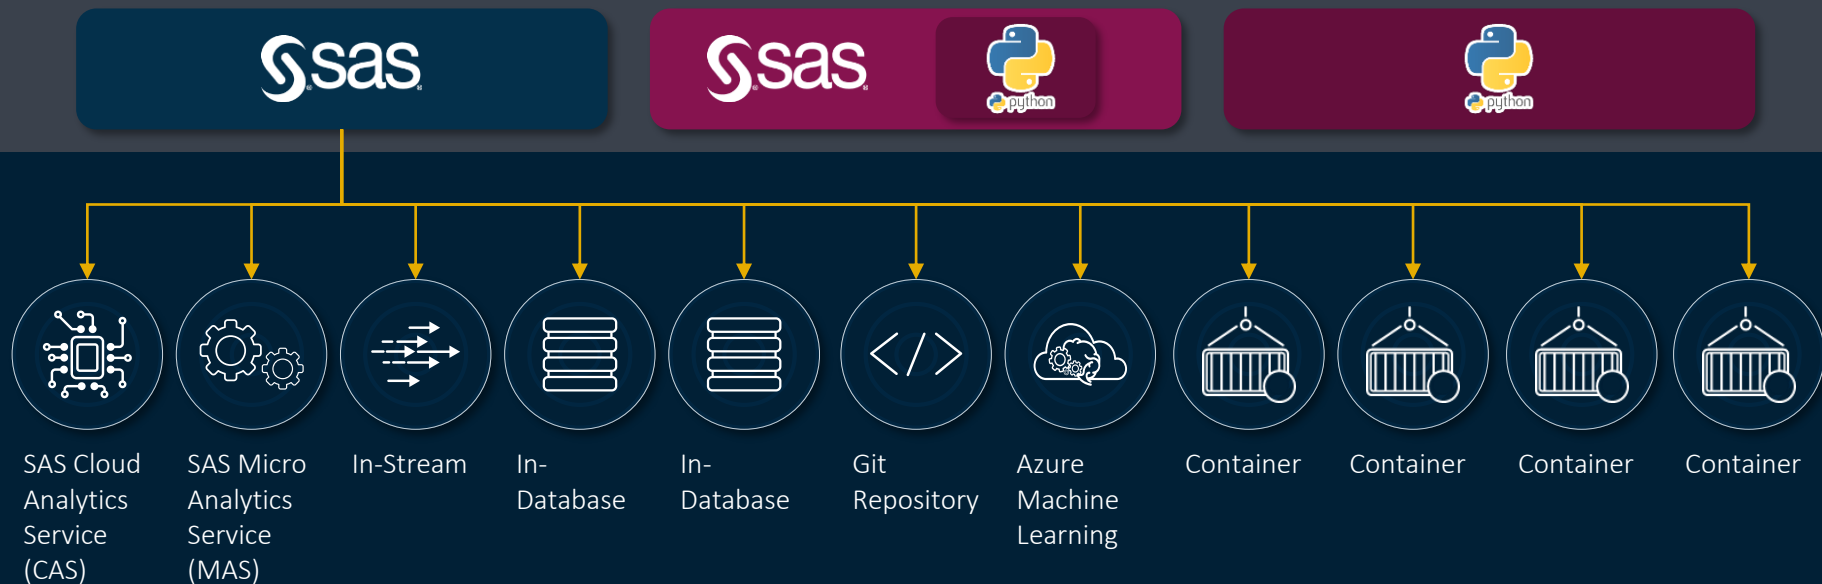 sas
sas
python
python
SAS Cloud
Analytics
Service
(CAS)
SAS Micro
Analytics
Service
(MAS)
In-Stream
In-
Database
In-
Database
Git
Repository
Azure
Machine
Learning
Container
Container
Container
Container